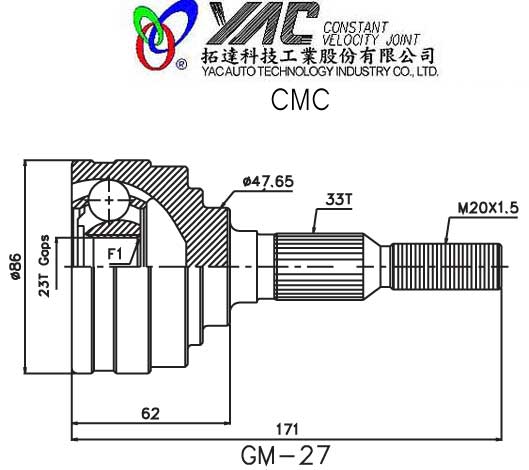 YAC CONSTANT
VELOCITY JOINT
拓達科技工業股份有限公司
® YAC AUTO TECHNOLOGY INDUSTRY CO., LTD.
CMC
ø47.65
33T
M20X1.5
ø86
23T Gaps
F1
62
171
GM-27